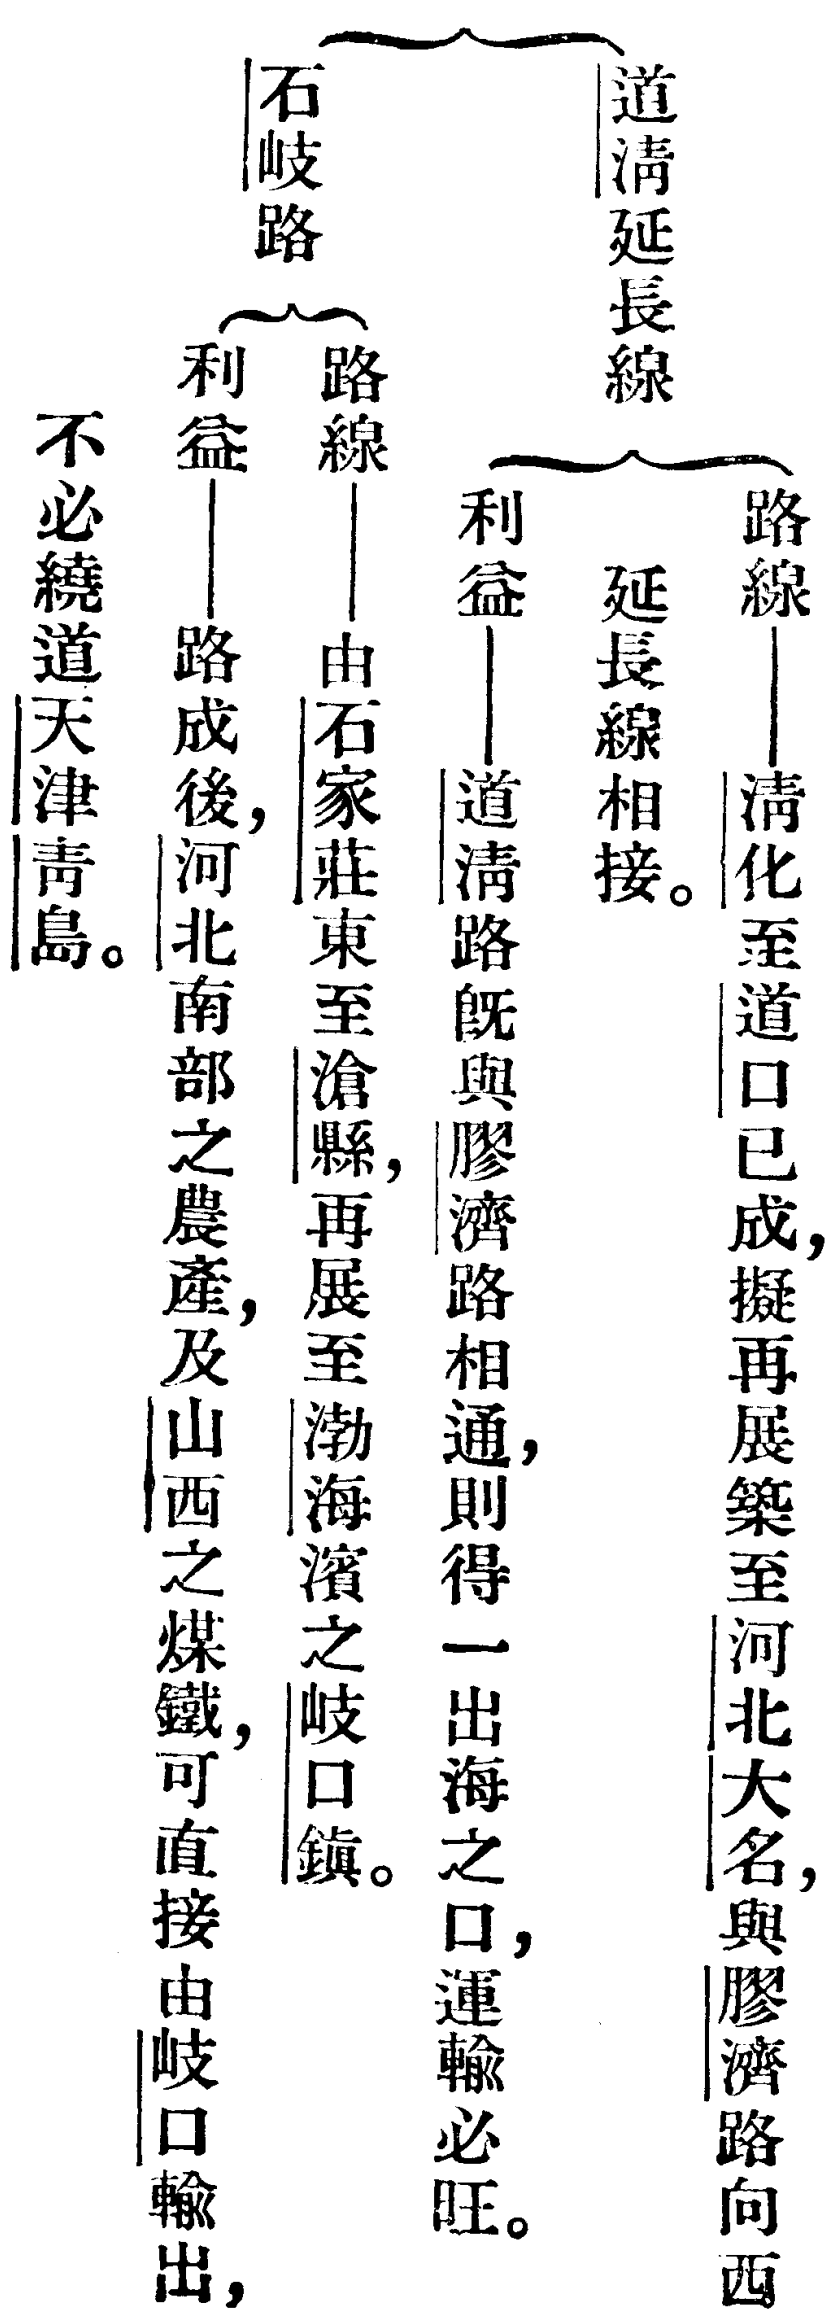 道淸延長線
路線——淸化至道口已成，擬再展築至河北大名，與膠濟路向西
延長線相接。
利益——道淸路既與膠濟路相通，則得一出海之口，運輸必旺。
石岐路
路線——由石家莊東至滄縣，再展至渤海濱之岐口鎮。
利益——路成後，河北南部之農產，及山西之煤鐵，可直接由岐口輸出，
不必繞道天津靑島。